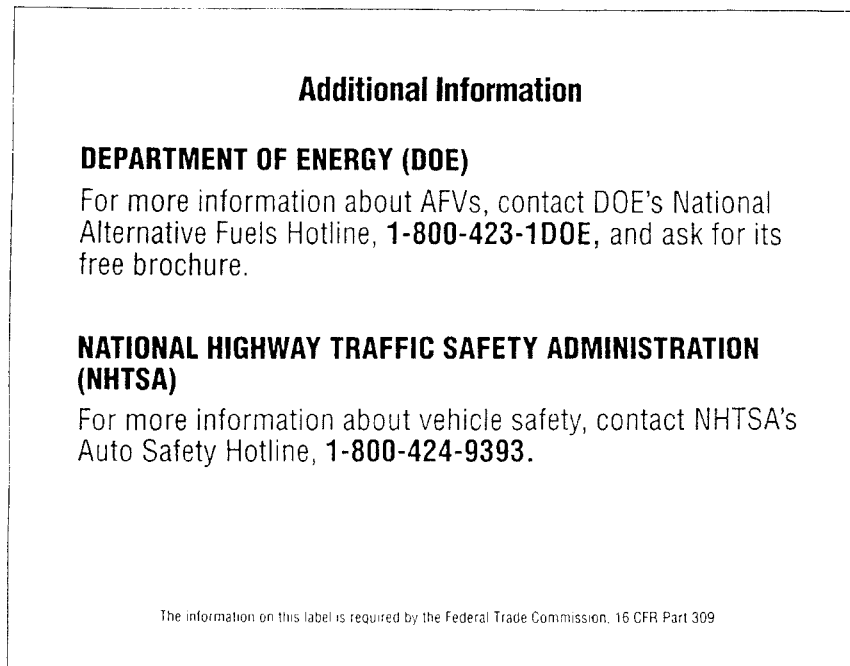 Additional Information
DEPARTMENT OF ENERGY (DOE)
For more information about AFVs, contact DOE's National
Alternative Fuels Hotline, 1-800-423-1DOE, and ask for its
free brochure.
NATIONAL HIGHWAY TRAFFIC SAFETY ADMINISTRATION
(NHTSA)
For more information about vehicle safety, contact NHTSA's
Auto Safety Hotline, 1-800-424-9393.
The information on this label is required by the Federal Trade Commission, 16 CFR Part 309